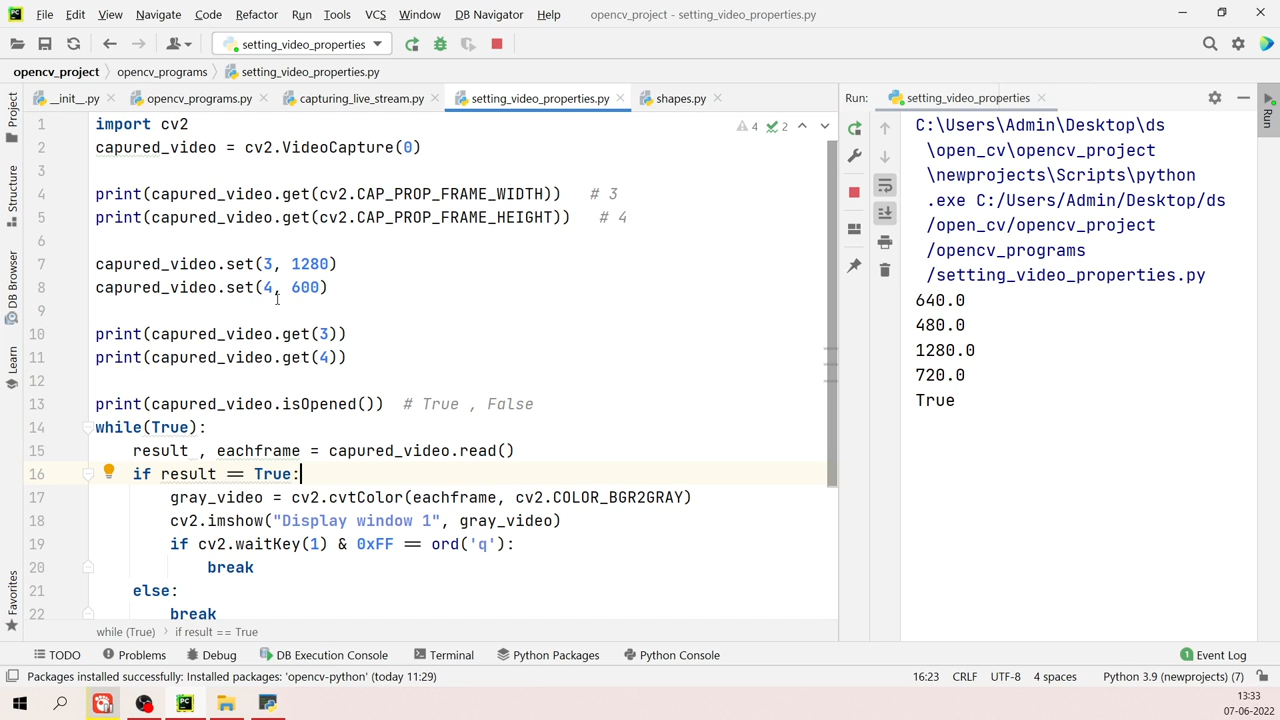 File Edit View Navigate Code Refactor Run Tools VCS Window DB Navigator Help opencv_project - setting_video_properties.py
setting_video_properties
opencv_project opencv_programs setting_video_properties.py
__init__.py opencv_programs.py capturing_live_stream.py setting_video_properties.py shapes.py
Run: setting_video_properties
Project
Structure
DB Browser
Learn
Favorites
Run
4 2
1 import cv2
2 capured_video = cv2.VideoCapture(0)
3
4 print(capured_video.get(cv2.CAP_PROP_FRAME_WIDTH)) # 3
5 print(capured_video.get(cv2.CAP_PROP_FRAME_HEIGHT)) # 4
6
7 capured_video.set(3, 1280)
8 capured_video.set(4, 600)
9
10 print(capured_video.get(3))
11 print(capured_video.get(4))
12
13 print(capured_video.isOpened()) # True , False
14 while(True):
15 result , eachframe = capured_video.read()
16 if result == True:
17 gray_video = cv2.cvtColor(eachframe, cv2.COLOR_BGR2GRAY)
18 cv2.imshow("Display window 1", gray_video)
19 if cv2.waitKey(1) & 0xFF == ord('q'):
20 break
21 else:
22 break
while (True) if result == True
C:\Users\Admin\Desktop\ds
\open_cv\opencv_project
\newprojects\Scripts\python
.exe C:/Users/Admin/Desktop/ds
/open_cv/opencv_project
/opencv_programs
/setting_video_properties.py
640.0
480.0
1280.0
720.0
True
TODO Problems Debug DB Execution Console Terminal Python Packages Python Console 1 Event Log
Packages installed successfully: Installed packages: 'opencv-python' (today 11:29) 16:23 CRLF UTF-8 4 spaces Python 3.9 (newprojects) (7)
13:33
07-06-2022